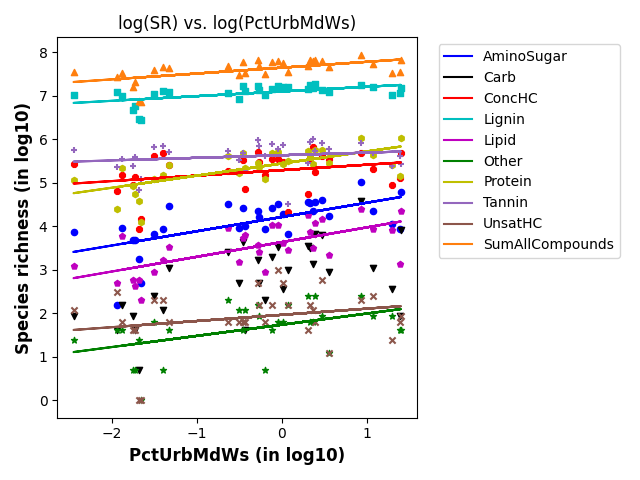 log(SR) vs. log(PctUrbMdWs)
Species richness (in log10)
8
7
6
5
4
3
2
1
0
−2
−1
0
1
PctUrbMdWs (in log10)
AminoSugar
Carb
ConcHC
Lignin
Lipid
Other
Protein
Tannin
UnsatHC
SumAllCompounds